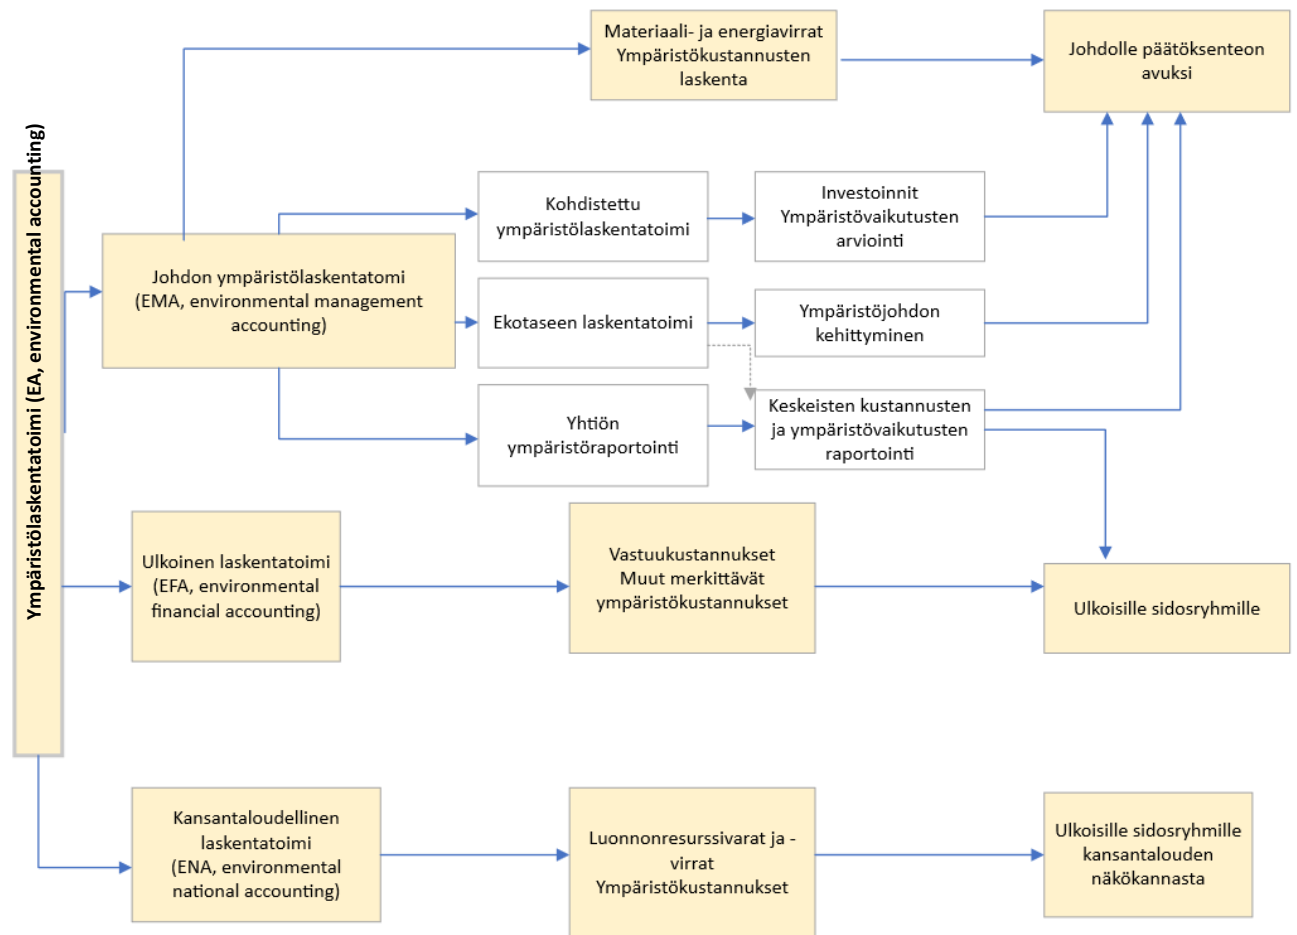 Ympäristölaskentatoimi (EA, environmental accounting)
Materiaali- ja energiavirrat
Ympäristökustannusten
laskenta
Johdolle päätöksenteon
avuksi
Kohdistettu
ympäristölaskentatoimi
Investoinnit
Ympäristövaikutusten
arviointi
Johdon ympäristölaskentatomi
(EMA, environmental management
accounting)
Ekotaseen laskentatoimi
Ympäristöjohdon
kehittyminen
Yhtiön
ympäristöraportointi
Keskeisten kustannusten
ja ympäristövaikutusten
raportointi
Ulkoinen laskentatoimi
(EFA, environmental
financial accounting)
Vastuukustannukset
Muut merkittävät
ympäristökustannukset
Ulkoisille sidosryhmille
Kansantaloudellinen
laskentatoimi
(ENA, environmental
national accounting)
Luonnonresurssivarat ja -
virrat
Ympäristökustannukset
Ulkoisille sidosryhmille
kansantalouden
näkökannasta